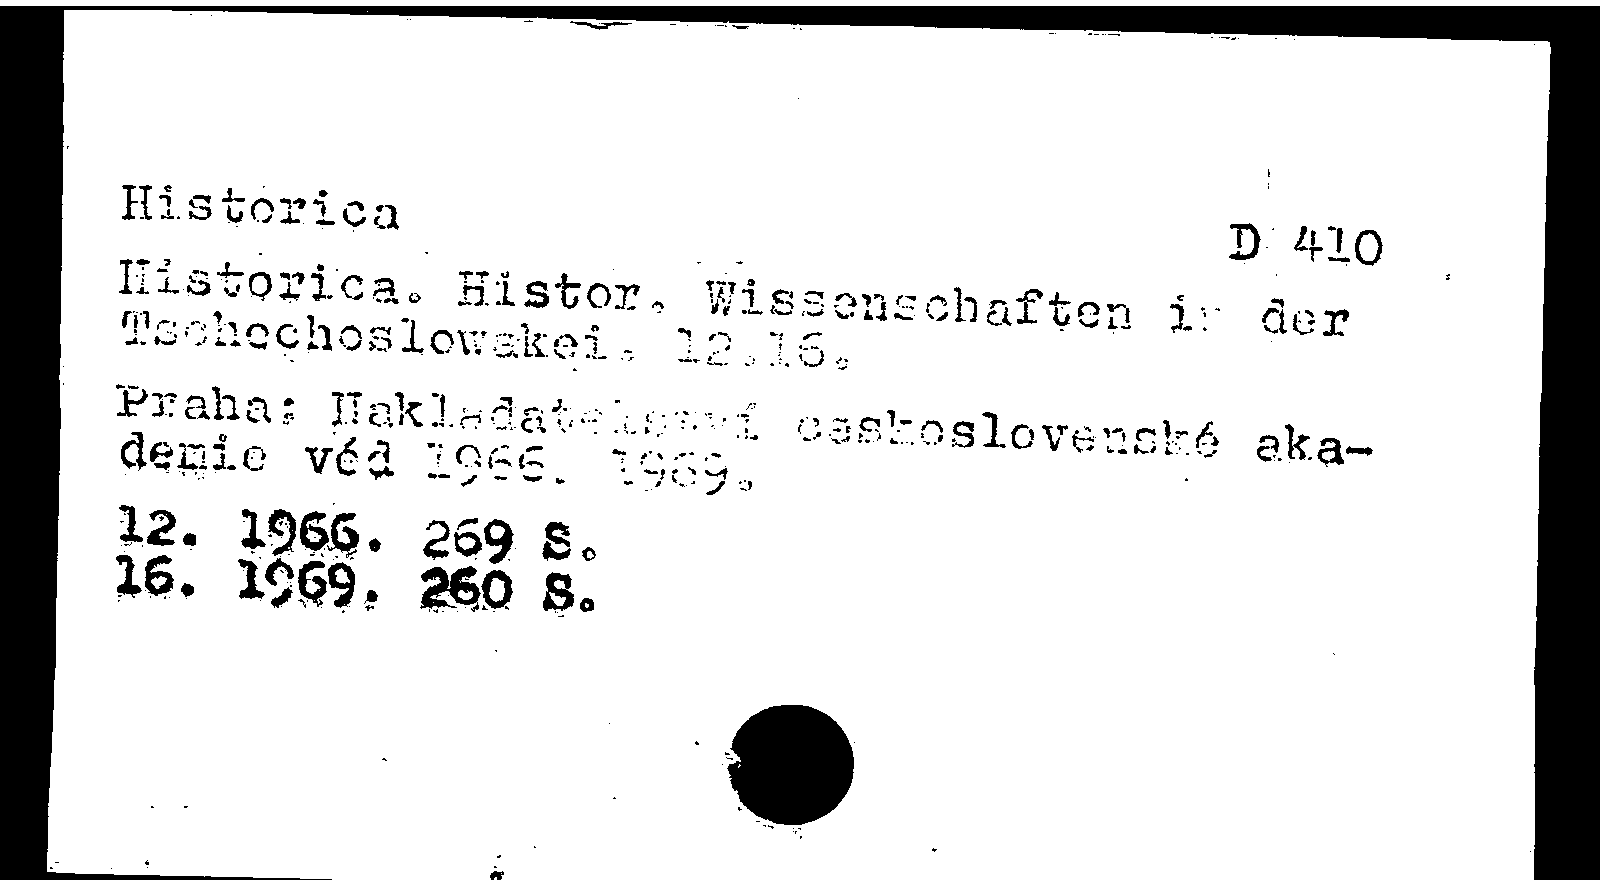 Historica
D 410
Historica. Histor. Wissenschaften in der
Tschechoslowakei. 12.16.
Praha: Nakladatelství ceskoslovenské aka-
demie véd 1966. 1969.
12. 1966. 269 S.
16. 1969. 260 S.